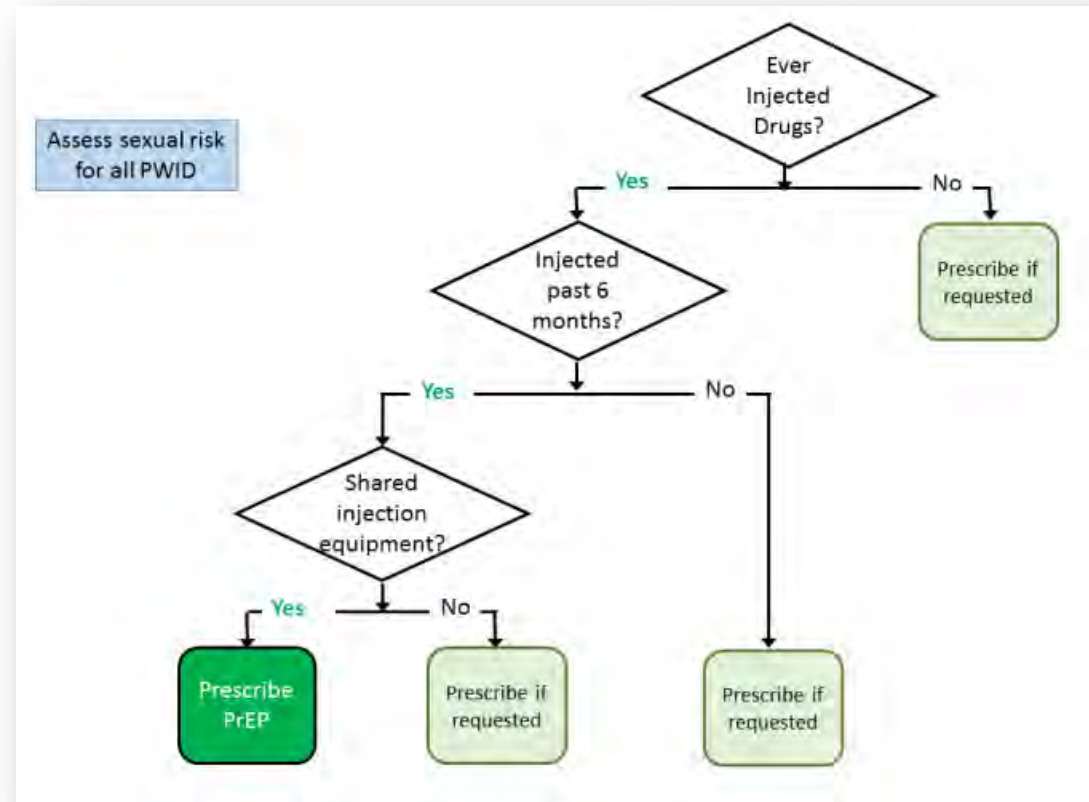 Assess sexual risk
for all PWID
Ever
Injected
Drugs?
Yes
No
Injected
past 6
months?
Prescribe if
requested
Yes
No
Shared
injection
equipment?
Yes
No
Prescribe
PrEP
Prescribe if
requested
Prescribe if
requested